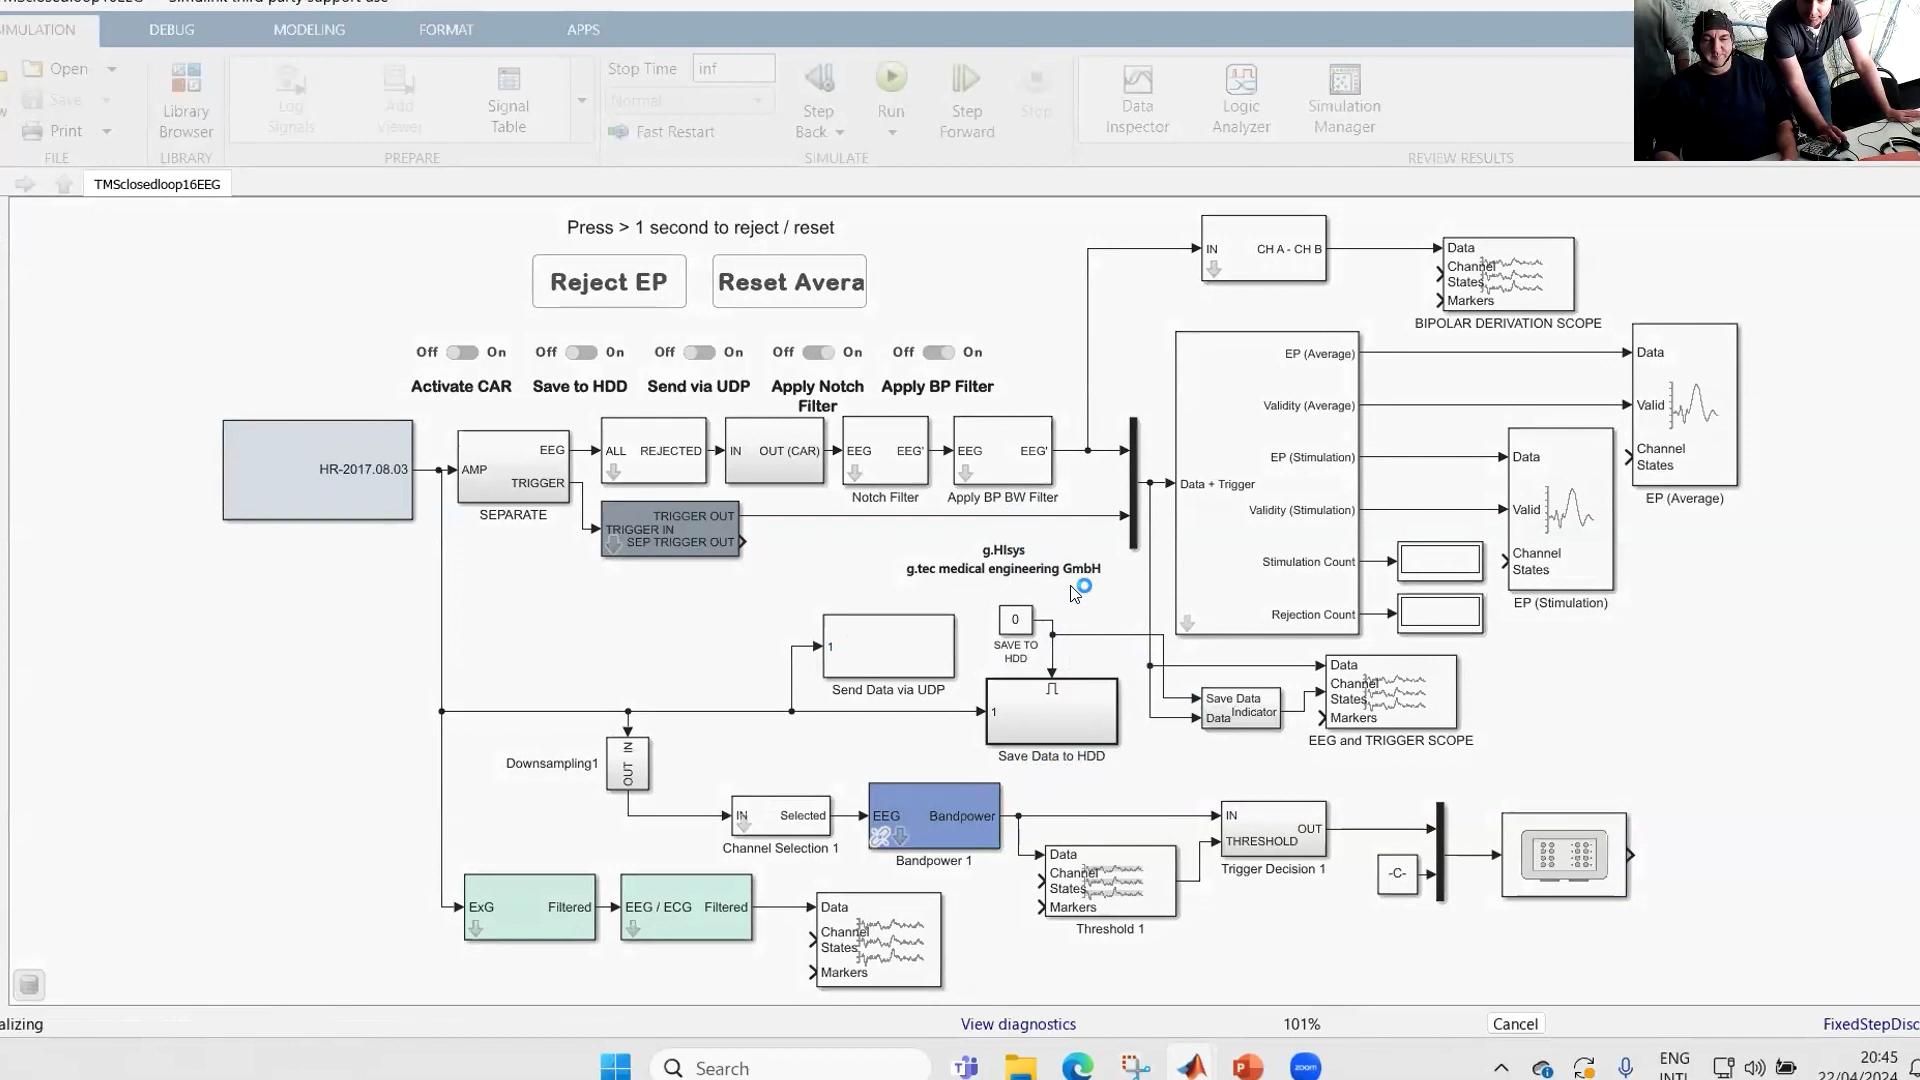 SIMULATION
DEBUG
MODELING
FORMAT
APPS
Open
Save
Print
FILE
Library
Browser
LIBRARY
Log
Signals
Add
Viewer
Signal
Table
PREPARE
Stop Time
inf
Normal
Fast Restart
Step
Back
Run
Step
Forward
Stop
SIMULATE
Data
Inspector
Logic
Analyzer
Simulation
Manager
REVIEW RESULTS
TMSclosedloop16EEG
Press > 1 second to reject / reset
Reject EP
Reset Avera
Off On
Off On
Off On
Off On
Off On
Activate CAR
Save to HDD
Send via UDP
Apply Notch
Filter
Apply BP Filter
HR-2017.08.03
AMP
EEG
TRIGGER
SEPARATE
ALL REJECTED
IN OUT (CAR)
EEG EEG'
Notch Filter
EEG EEG'
Apply BP BW Filter
TRIGGER OUT
TRIGGER IN
SEP TRIGGER OUT
g.HIsys
g.tec medical engineering GmbH
IN CH A - CH B
Data
Channel
States
Markers
BIPOLAR DERIVATION SCOPE
Data + Trigger
EP (Average)
Validity (Average)
EP (Stimulation)
Validity (Stimulation)
Stimulation Count
Rejection Count
Data
Valid
Channel
States
EP (Average)
Data
Valid
Channel
States
EP (Stimulation)
1
Send Data via UDP
0
SAVE TO
HDD
1
Save Data to HDD
Save Data
Indicator
Data
Data
Channel
States
Markers
EEG and TRIGGER SCOPE
Downsampling1
IN
OUT
IN Selected
Channel Selection 1
EEG Bandpower
Bandpower 1
Data
Channel
States
Markers
Threshold 1
IN
OUT
THRESHOLD
Trigger Decision 1
-C-
ExG Filtered
EEG / ECG Filtered
Data
Channel
States
Markers
alizing
View diagnostics
101%
Cancel
FixedStepDisc
Search
zoom
ENG
INTL
20:45
22/04/2024